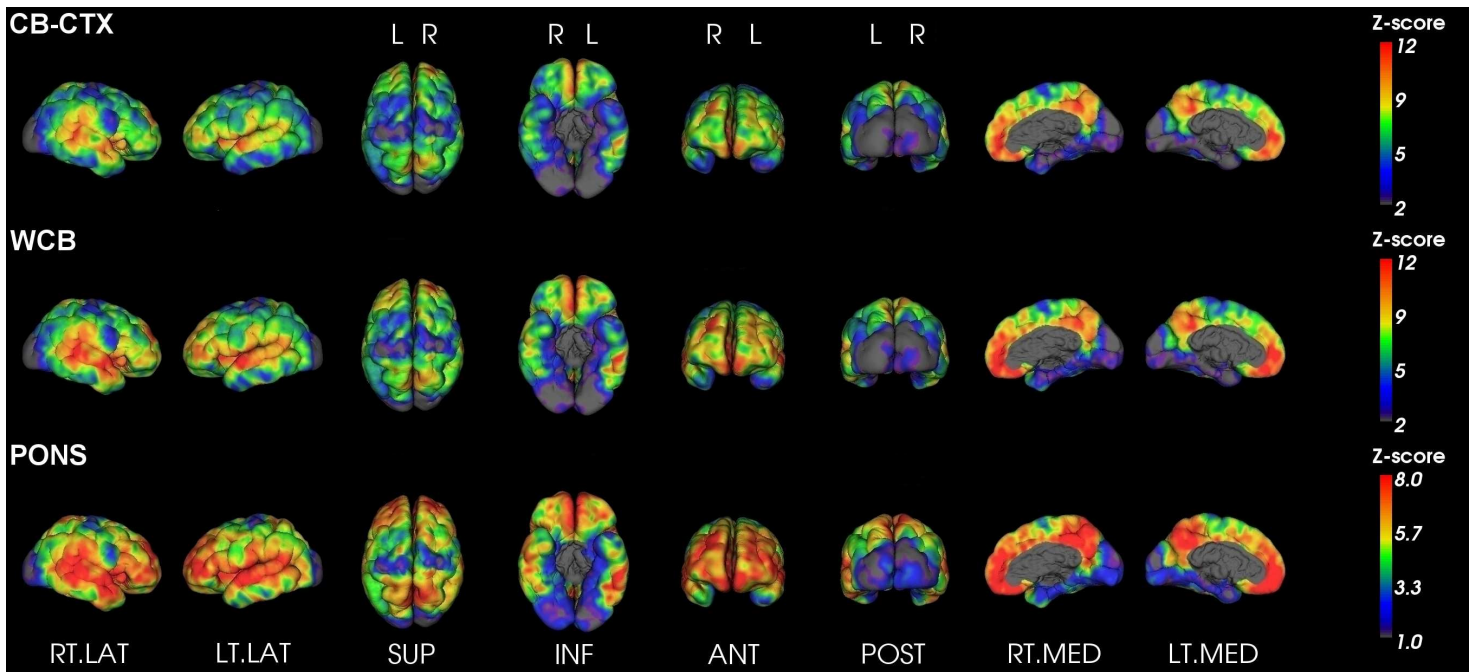 CB-CTX
L R
R L
R L
L R
Z-score
12
9
5
2
WCB
Z-score
12
9
5
2
PONS
Z-score
8.0
5.7
3.3
1.0
RT.LAT
LT.LAT
SUP
INF
ANT
POST
RT.MED
LT.MED